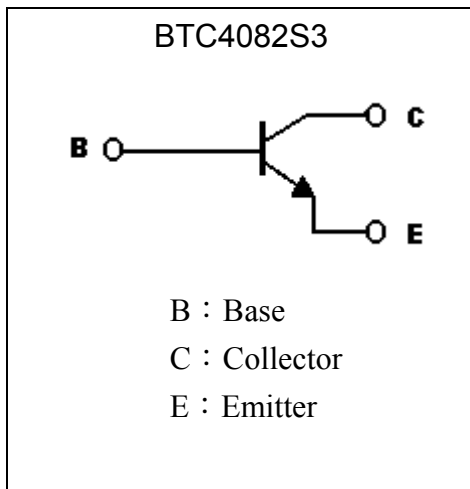 BTC4082S3
B C
E
B：Base
C：Collector
E：Emitter